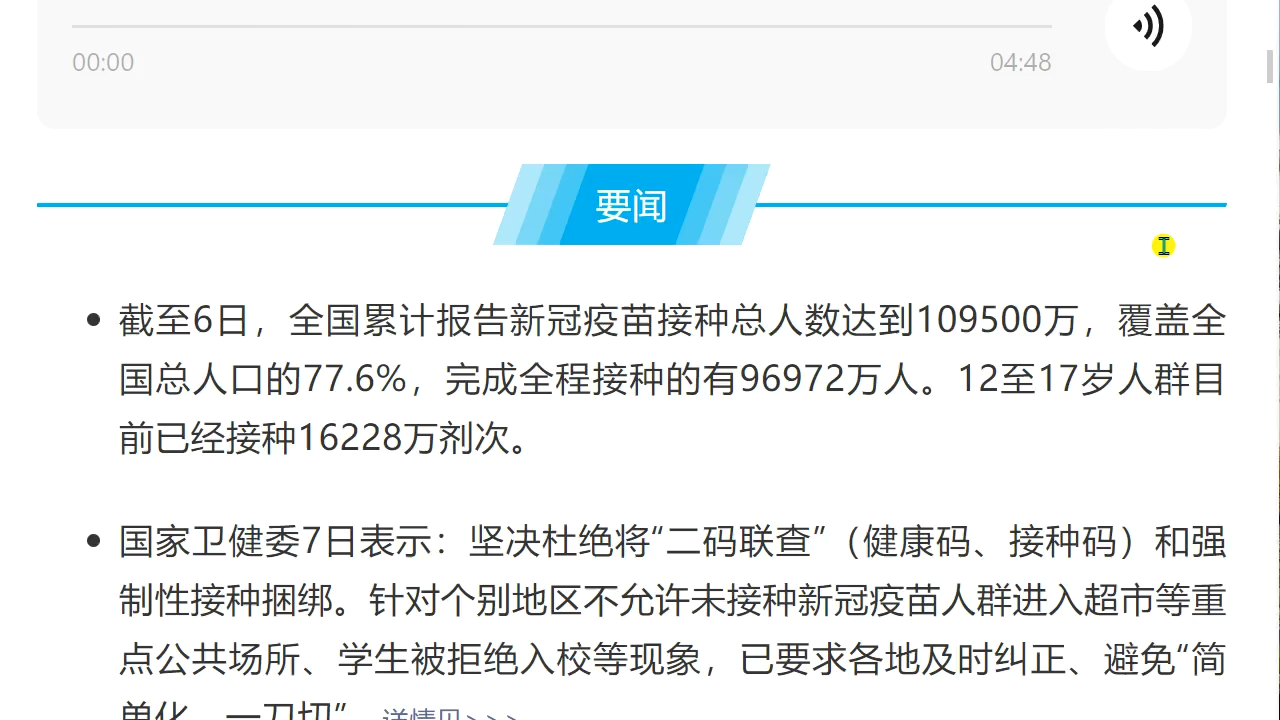 00:00
04:48
要闻
截至6日，全国累计报告新冠疫苗接种总人数达到109500万，覆盖全
国总人口的77.6%，完成全程接种的有96972万人。12至17岁人群目
前已经接种16228万剂次。
国家卫健委7日表示：坚决杜绝将“二码联查”（健康码、接种码）和强
制性接种捆绑。针对个别地区不允许未接种新冠疫苗人群进入超市等重
点公共场所、学生被拒绝入校等现象，已要求各地及时纠正、避免“简
单化、一刀切”。详情见>>>